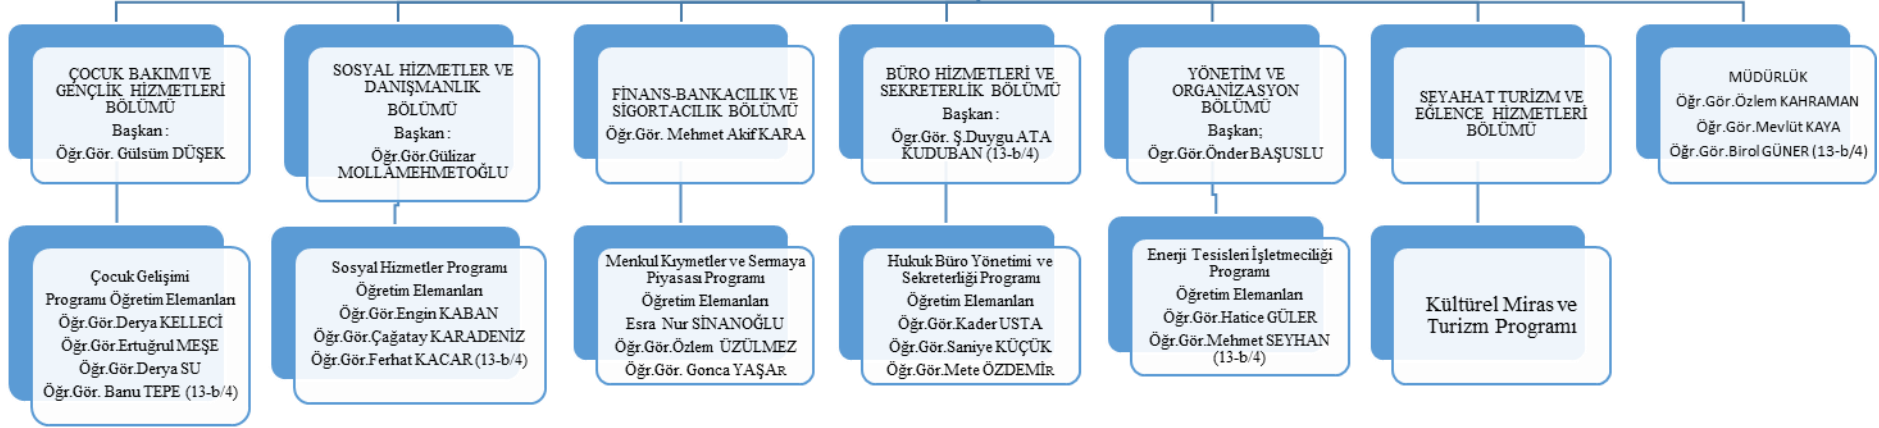 ÇOCUK BAKIMI VE
GENÇLİK HİZMETLERİ
BÖLÜMÜ
Başkan :
Öğr.Gör. Gülsüm DÜŞEK
SOSYAL HİZMETLER VE
DANIŞMANLIK
BÖLÜMÜ
Başkan :
Öğr.Gör.Gülizar
MOLLAMEHMETOĞLU
FİNANS-BANKACILIK VE
SİGORTACILIK BÖLÜMÜ
Öğr.Gör. Mehmet Akif KARA
BÜRO HİZMETLERİ VE
SEKRETERLİK BÖLÜMÜ
Başkan :
Ögr.Gör. Ş.Duygu ATA
KUDUBAN (13-b/4)
YÖNETİM VE
ORGANİZASYON
BÖLÜMÜ
Başkan;
Ögr.Gör.Önder BAŞUSLU
SEYAHAT TURİZM VE
EĞLENCE HİZMETLERİ
BÖLÜMÜ
MÜDÜRLÜK
Öğr.Gör.Özlem KAHRAMAN
Öğr.Gör.Mevlüt KAYA
Öğr.Gör.Birol GÜNER (13-b/4)
Çocuk Gelişimi
Programı Öğretim Elemanları
Öğr.Gör.Derya KELLECİ
Öğr.Gör.Ertuğrul MEŞE
Öğr.Gör.Derya SU
Öğr.Gör. Banu TEPE (13-b/4)
Sosyal Hizmetler Programı
Öğretim Elemanları
Öğr.Gör.Engin KABAN
Öğr.Gör.Çağatay KARADENİZ
Öğr.Gör.Ferhat KACAR (13-b/4)
Menkul Kıymetler ve Sermaya
Piyasası Programı
Öğretim Elemanları
Esra Nur SİNANOĞLU
Öğr.Gör.Özlem ÜZÜLMEZ
Öğr.Gör. Gonca YAŞAR
Hukuk Büro Yönetimi ve
Sekreterliği Programı
Öğretim Elemanları
Öğr.Gör.Kader USTA
Öğr.Gör.Saniye KÜÇÜK
Öğr.Gör.Mete ÖZDEMİR
Enerji Tesisleri İşletmeciliği
Programı
Öğretim Elemanları
Öğr.Gör.Hatice GÜLER
Öğr.Gör.Mehmet SEYHAN
(13-b/4)
Kültürel Miras ve
Turizm Programı